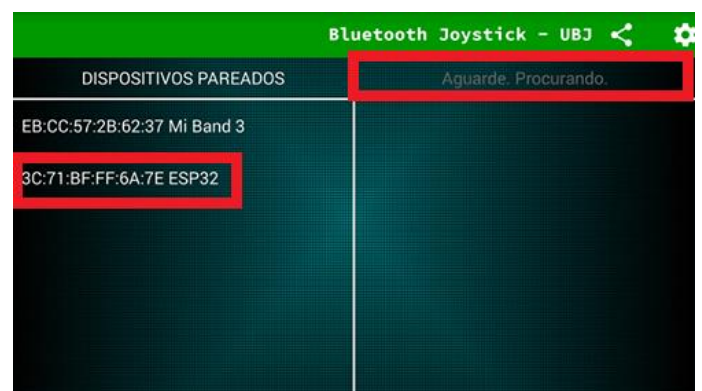 Bluetooth Joystick - UBJ
DISPOSITIVOS PAREADOS
Aguarde. Procurando.
EB:CC:57:2B:62:37 Mi Band 3
3C:71:BF:FF:6A:7E ESP32